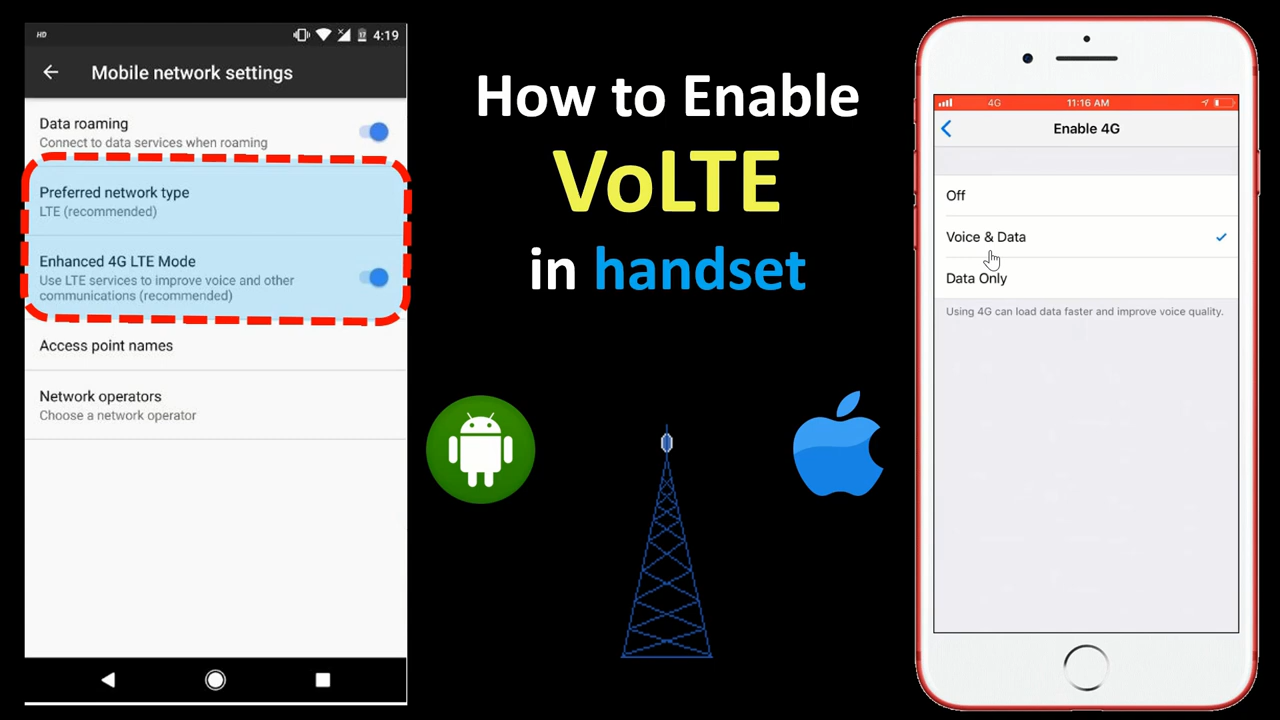 HD
4:19
Mobile network settings
Data roaming
Connect to data services when roaming
Preferred network type
LTE (recommended)
Enhanced 4G LTE Mode
Use LTE services to improve voice and other
communications (recommended)
Access point names
Network operators
Choose a network operator
How to Enable
VoLTE
in handset
4G 11:16 AM
Enable 4G
Off
Voice & Data
Data Only
Using 4G can load data faster and improve voice quality.